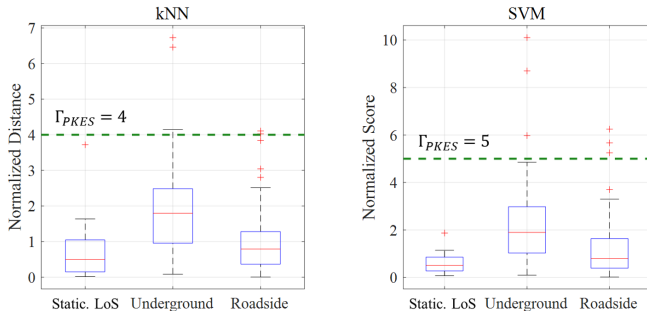 kNN
Normalized Distance
7
6
5
4
3
2
1
0
Γ_PKES = 4
Static. LoS Underground Roadside
SVM
Normalized Score
10
8
6
4
2
0
Γ_PKES = 5
Static. LoS Underground Roadside